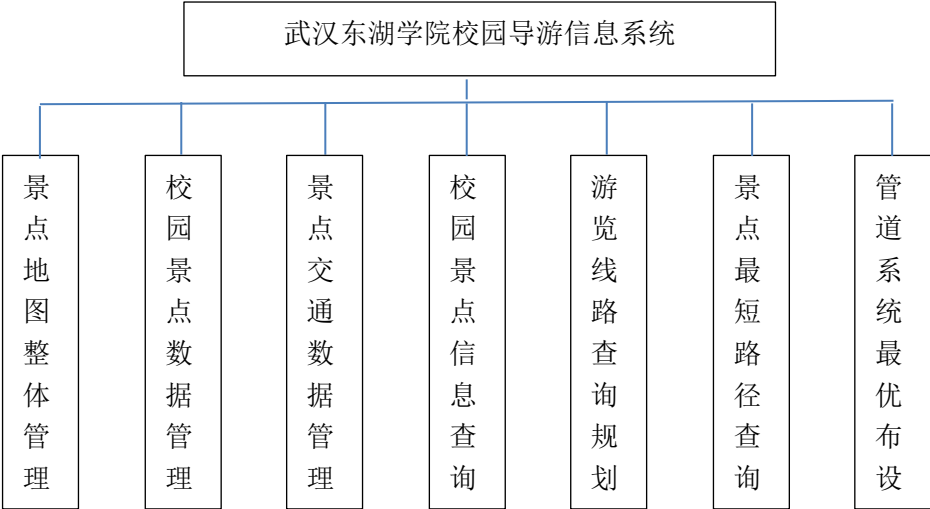 武汉东湖学院校园导游信息系统
景点地图整体管理
校园景点数据管理
景点交通数据管理
校园景点信息查询
游览线路查询规划
景点最短路径查询
管道系统最优布设